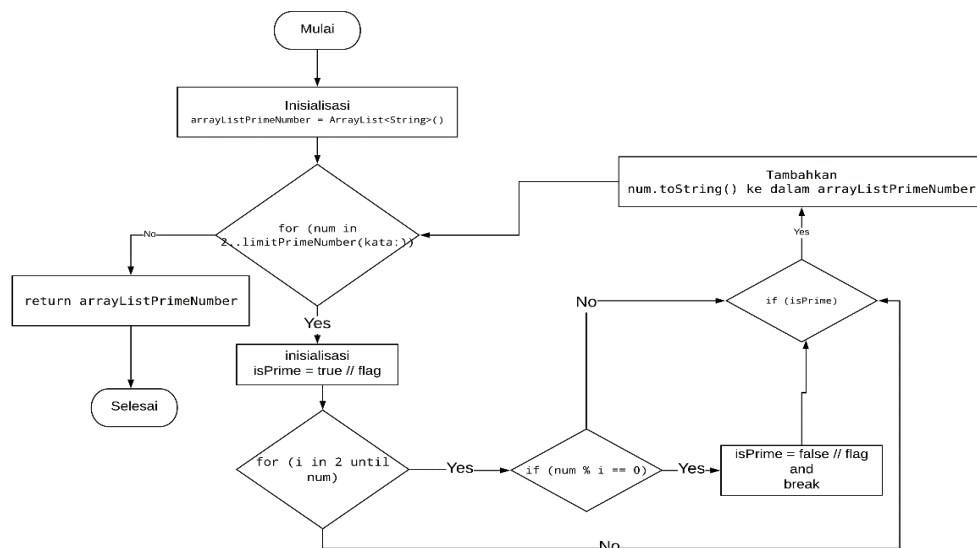 Mulai
Inisialisasi
arrayListPrimeNumber = ArrayList<String>()
for (num in
2..limitPrimeNumber(kata:))
No
return arrayListPrimeNumber
Selesai
Yes
inisialisasi
isPrime = true // flag
for (i in 2 until
num)
Yes
if (num % i == 0)
No
Yes
isPrime = false // flag
and
break
No
if (isPrime)
Yes
Tambahkan
num.toString() ke dalam arrayListPrimeNumber